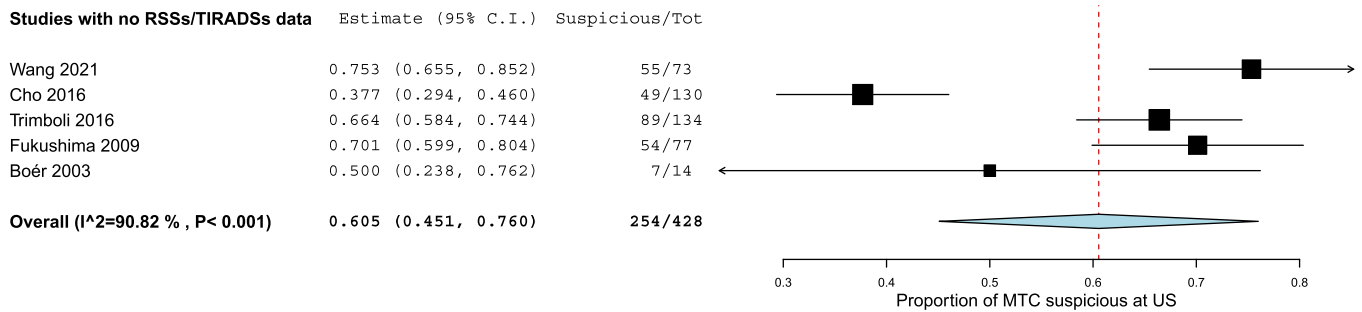 Studies with no RSSs/TIRADSs data Estimate (95% C.I.) Suspicious/Tot
Wang 2021 0.753 (0.655, 0.852) 55/73
Cho 2016 0.377 (0.294, 0.460) 49/130
Trimboli 2016 0.664 (0.584, 0.744) 89/134
Fukushima 2009 0.701 (0.599, 0.804) 54/77
Boér 2003 0.500 (0.238, 0.762) 7/14
Overall (I^2=90.82 % , P< 0.001) 0.605 (0.451, 0.760) 254/428
0.3 0.4 0.5 0.6 0.7 0.8
Proportion of MTC suspicious at US